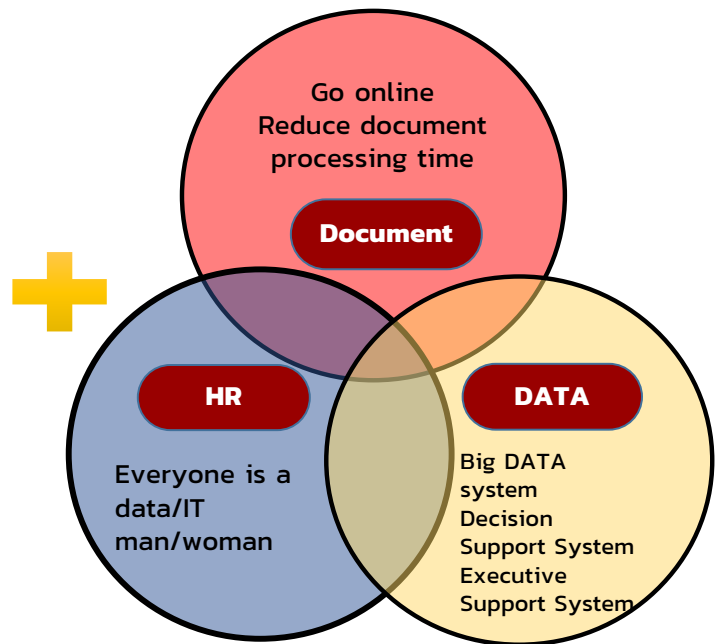 Go online
Reduce document
processing time
Document
HR
Everyone is a
data/IT
man/woman
DATA
Big DATA
system
Decision
Support System
Executive
Support System